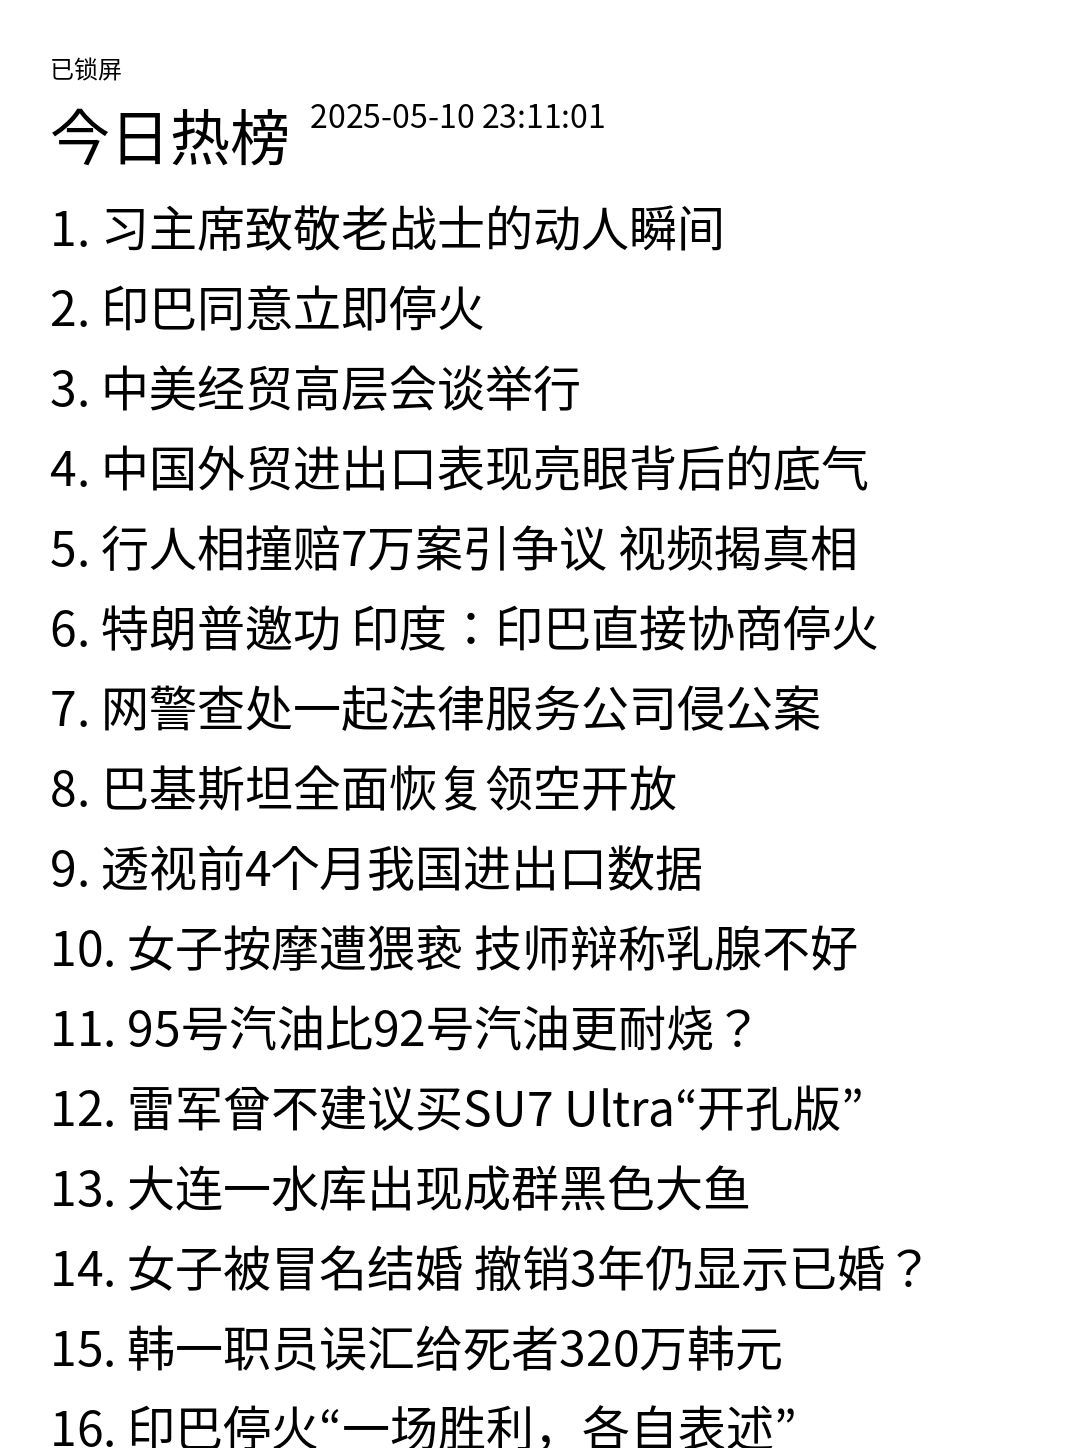 已锁屏
今日热榜 2025-05-10 23:11:01
1. 习主席致敬老战士的动人瞬间
2. 印巴同意立即停火
3. 中美经贸高层会谈举行
4. 中国外贸进出口表现亮眼背后的底气
5. 行人相撞赔7万案引争议 视频揭真相
6. 特朗普邀功 印度：印巴直接协商停火
7. 网警查处一起法律服务公司侵公案
8. 巴基斯坦全面恢复领空开放
9. 透视前4个月我国进出口数据
10. 女子按摩遭猥亵 技师辩称乳腺不好
11. 95号汽油比92号汽油更耐烧？
12. 雷军曾不建议买SU7 Ultra“开孔版”
13. 大连一水库出现成群黑色大鱼
14. 女子被冒名结婚 撤销3年仍显示已婚？
15. 韩一职员误汇给死者320万韩元
16. 印巴停火“一场胜利，各自表述”